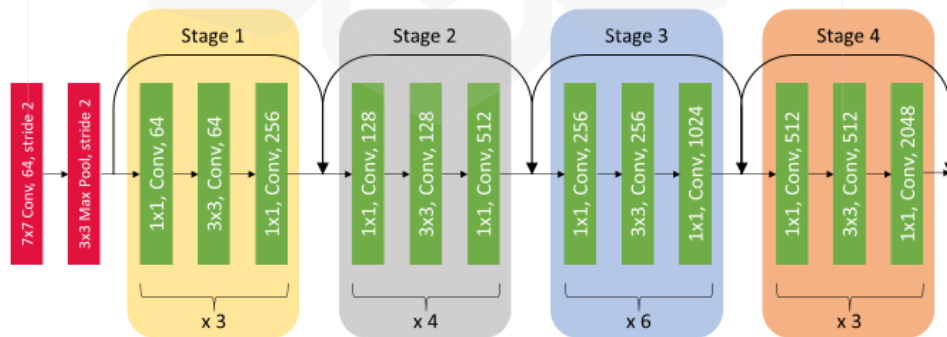 Stage 1
Stage 2
Stage 3
Stage 4
7x7 Conv, 64, stride 2
3x3 Max Pool, stride 2
1x1, Conv, 64
3x3, Conv, 64
1x1, Conv, 256
1x1, Conv, 128
3x3, Conv, 128
1x1, Conv, 512
1x1, Conv, 256
3x3, Conv, 256
1x1, Conv, 1024
1x1, Conv, 512
3x3, Conv, 512
1x1, Conv, 2048
x 3
x 4
x 6
x 3